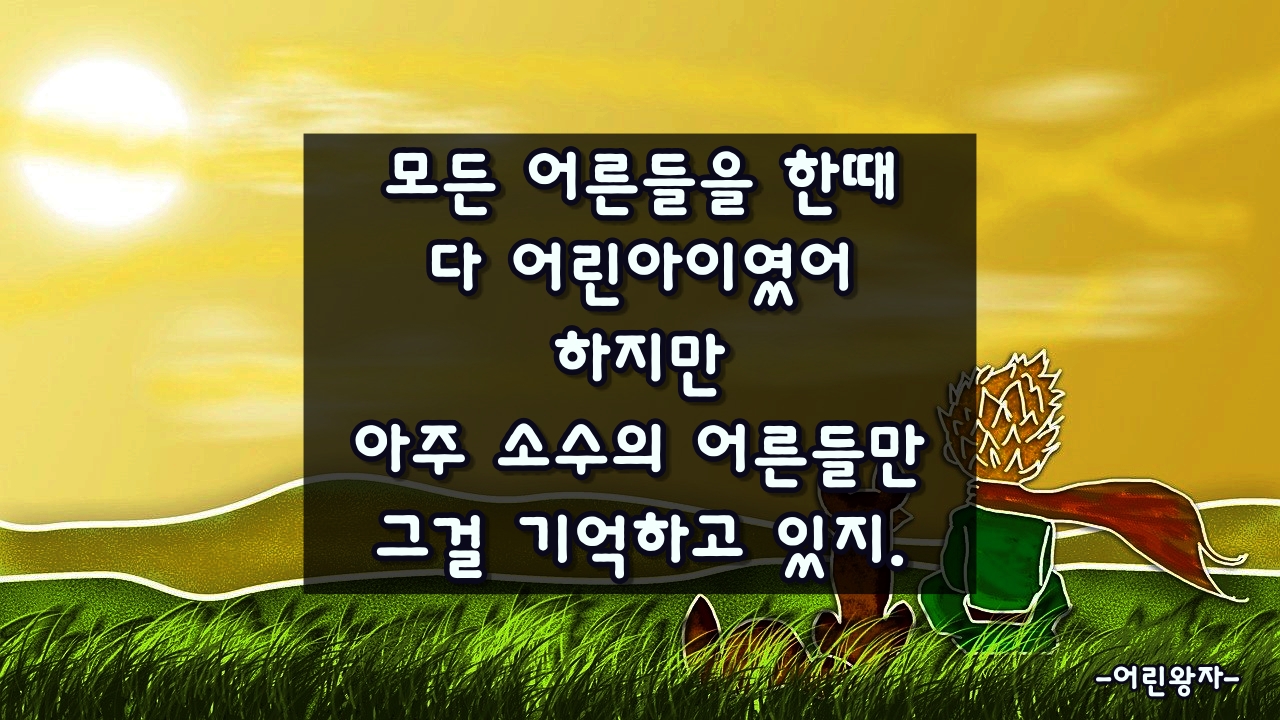 모든 어른들을 한때
다 어린아이였어
하지만
아주 소수의 어른들만
그걸 기억하고 있지.
-어린왕자-